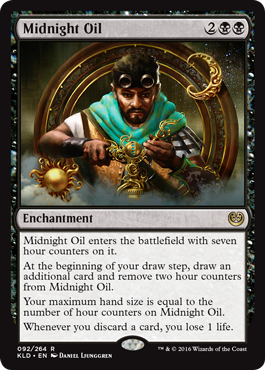 Midnight Oil 2
Enchantment
Midnight Oil enters the battlefield with seven
hour counters on it.
At the beginning of your draw step, draw an
additional card and remove two hour counters
from Midnight Oil.
Your maximum hand size is equal to the
number of hour counters on Midnight Oil.
Whenever you discard a card, you lose 1 life.
092/264 R
KLD • EN Daniel Ljunggren ™ & © 2016 Wizards of the Coast